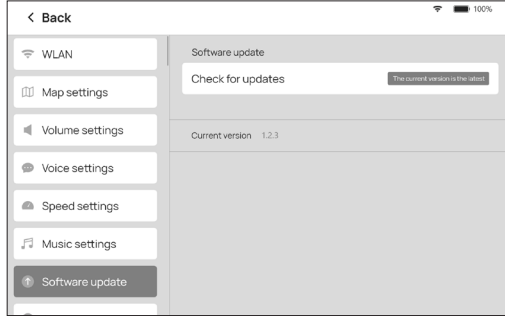 Back
100%
WLAN
Map settings
Volume settings
Voice settings
Speed settings
Music settings
Software update
Software update
Check for updates
The current version is the latest
Current version 1.2.3